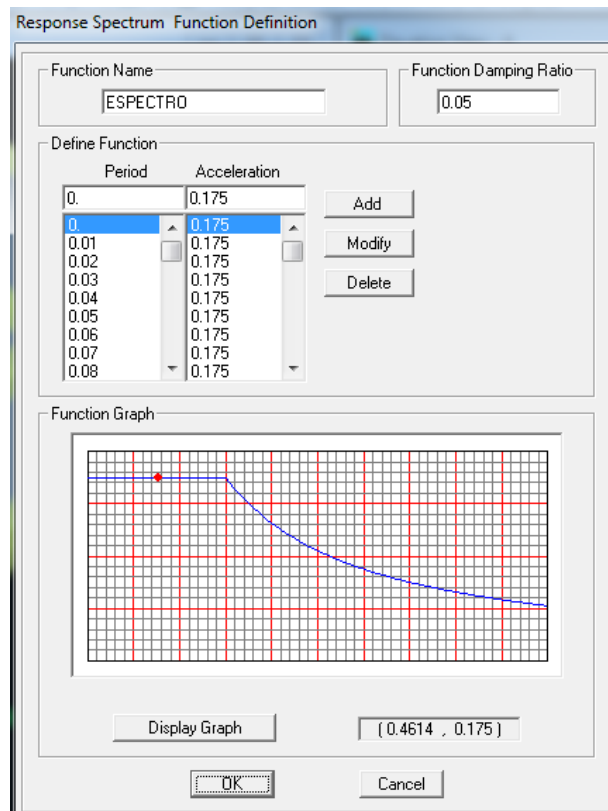 Response Spectrum Function Definition
Function Name
ESPECTRO
Function Damping Ratio
0.05
Define Function
Period Acceleration
0. 0.175
Add
0. 0.175
0.01 0.175
Modify
0.02 0.175
0.03 0.175
Delete
0.04 0.175
0.05 0.175
0.06 0.175
0.07 0.175
0.08 0.175
Function Graph
Display Graph
( 0.4614 , 0.175 )
OK
Cancel